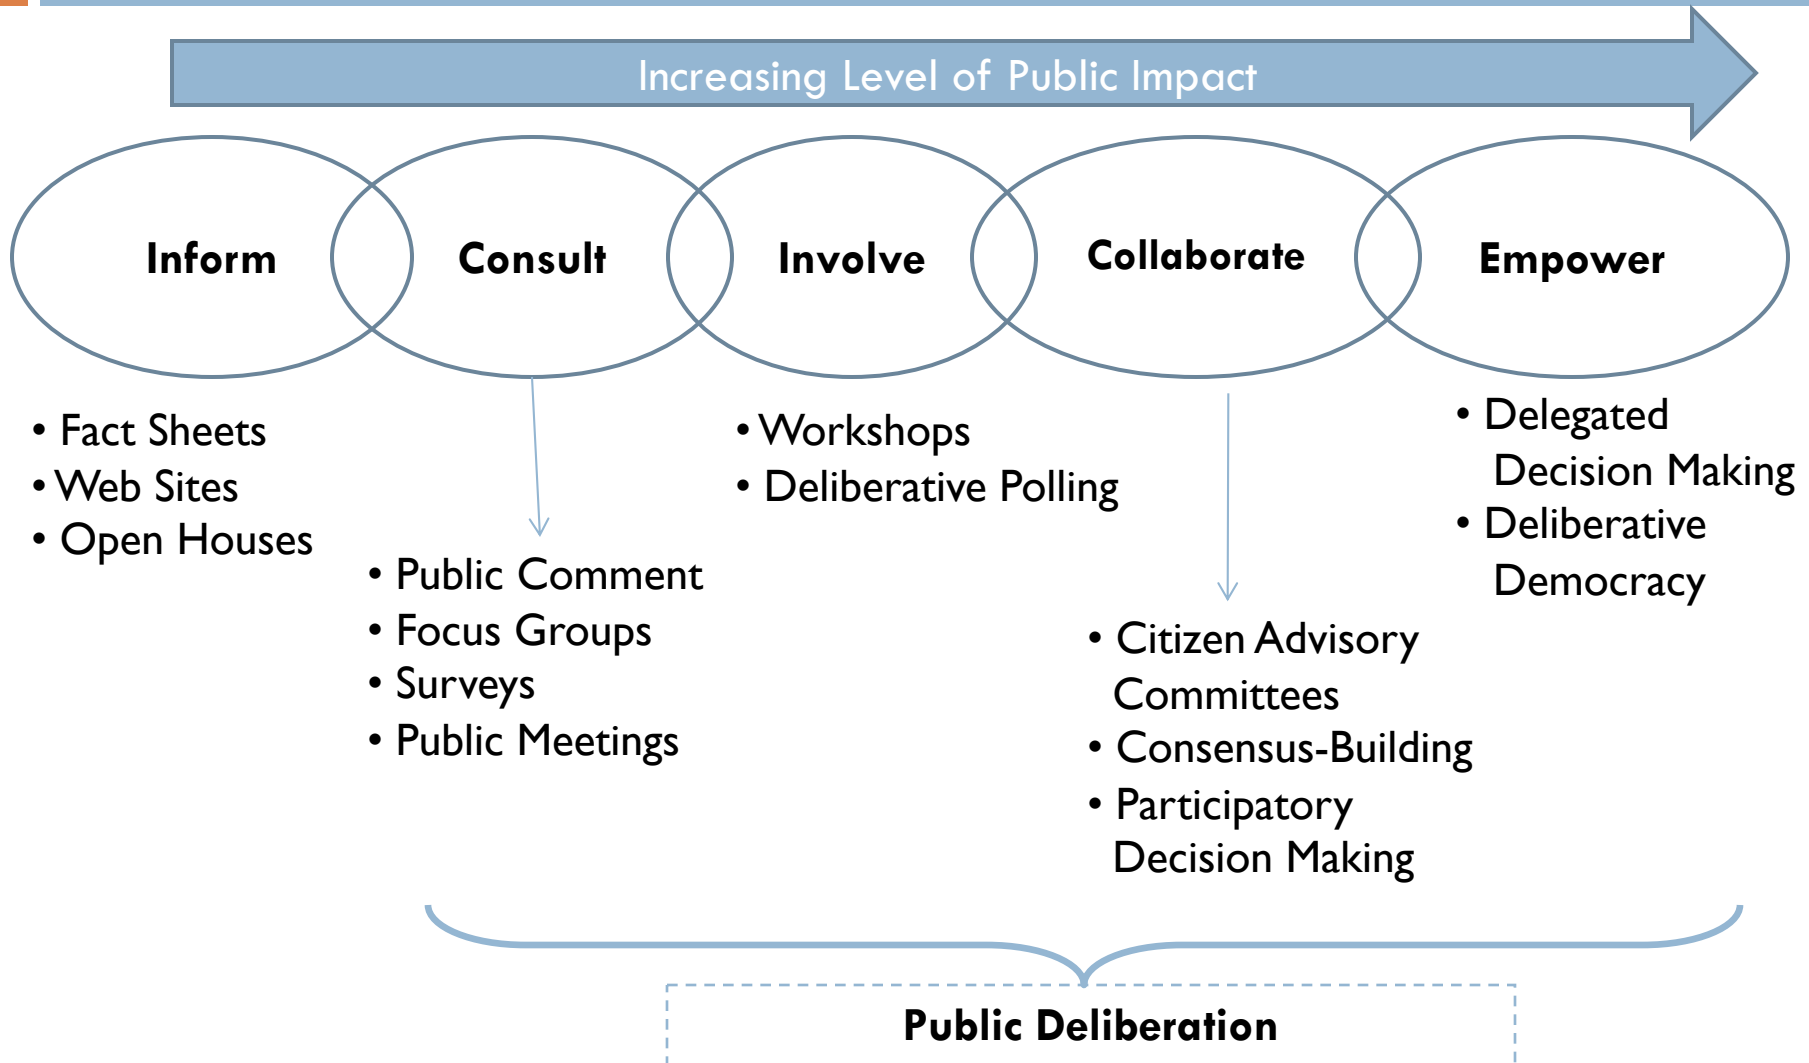 Increasing Level of Public Impact
Inform
Consult
Involve
Collaborate
Empower
• Fact Sheets
• Web Sites
• Open Houses
• Public Comment
• Focus Groups
• Surveys
• Public Meetings
• Workshops
• Deliberative Polling
• Citizen Advisory
Committees
• Consensus-Building
• Participatory
Decision Making
• Delegated
Decision Making
• Deliberative
Democracy
Public Deliberation